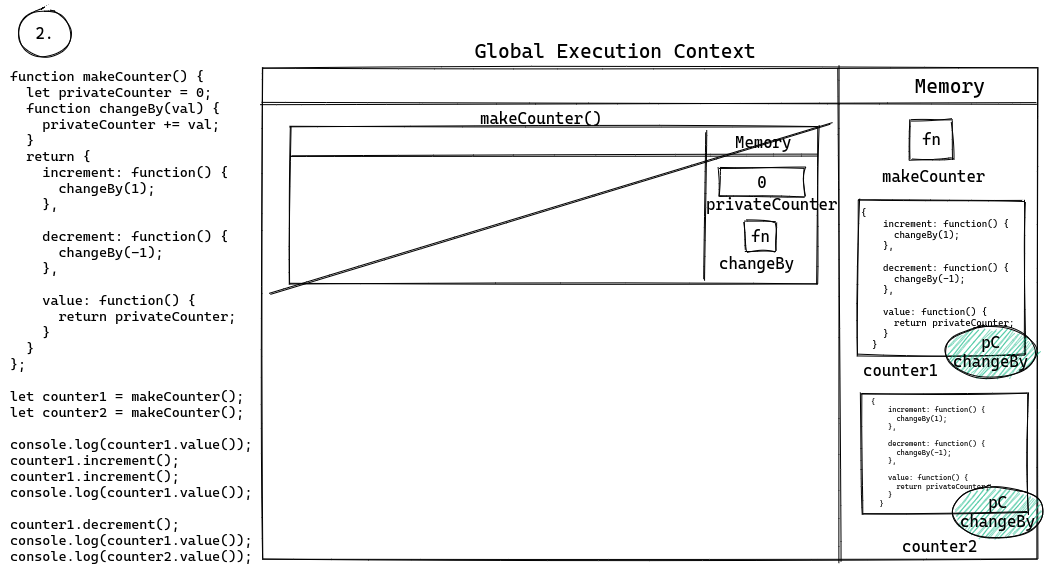 2.
function makeCounter() {
  let privateCounter = 0;
  function changeBy(val) {
    privateCounter += val;
  }
  return {
    increment: function() {
      changeBy(1);
    },

    decrement: function() {
      changeBy(-1);
    },

    value: function() {
      return privateCounter;
    }
  }
};

let counter1 = makeCounter();
let counter2 = makeCounter();

console.log(counter1.value());
counter1.increment();
counter1.increment();
console.log(counter1.value());

counter1.decrement();
console.log(counter1.value());
console.log(counter2.value());
Global Execution Context
makeCounter()
Memory
0
privateCounter
fn
changeBy
Memory
fn
makeCounter
{
    increment: function() {
      changeBy(1);
    },

    decrement: function() {
      changeBy(-1);
    },

    value: function() {
      return privateCounter;
    }
  }
pC
changeBy
counter1
{
    increment: function() {
      changeBy(1);
    },

    decrement: function() {
      changeBy(-1);
    },

    value: function() {
      return privateCounter;
    }
  }
pC
changeBy
counter2